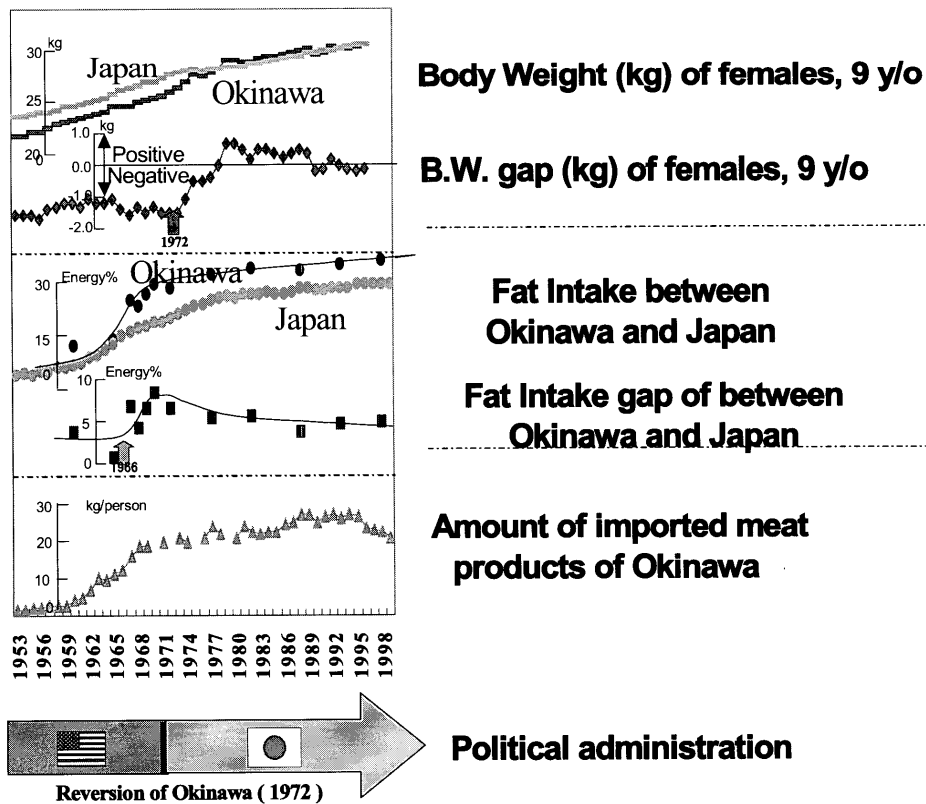 kg
30
25
20
0
Japan
Okinawa
Body Weight (kg) of females, 9 y/o
kg
1.0
0.0
-1.0
-2.0
Positive
Negative
1972
B.W. gap (kg) of females, 9 y/o
Energy%
30
15
0
Okinawa
Japan
Fat Intake between
Okinawa and Japan
Energy%
10
5
0
1966
Fat Intake gap of between
Okinawa and Japan
kg/person
30
20
10
0
Amount of imported meat
products of Okinawa
1953
1956
1959
1962
1965
1968
1971
1974
1977
1980
1983
1986
1989
1992
1995
1998
Political administration
Reversion of Okinawa ( 1972 )